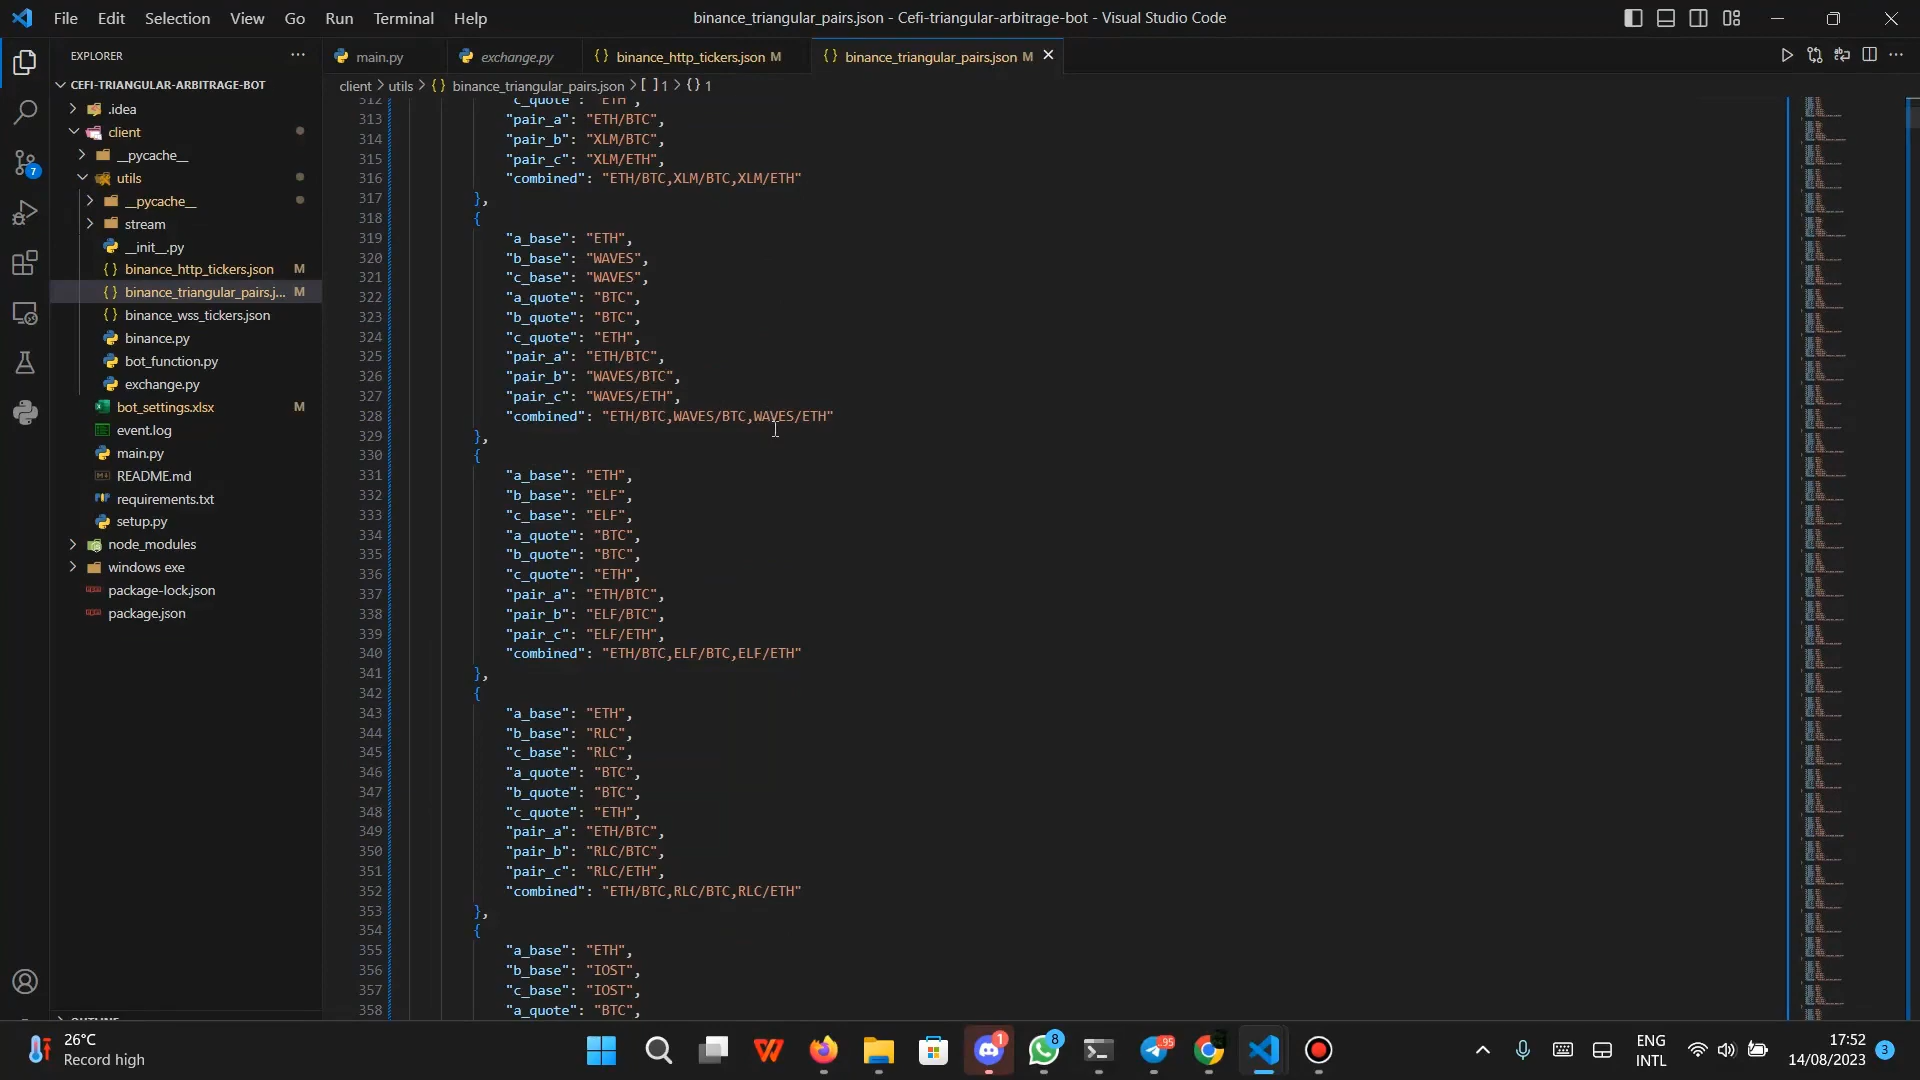 File Edit Selection View Go Run Terminal Help
binance_triangular_pairs.json - Cefi-triangular-arbitrage-bot - Visual Studio Code
EXPLORER
CEFI-TRIANGULAR-ARBITRAGE-BOT
.idea
client
__pycache__
utils
__pycache__
stream
__init__.py
binance_http_tickers.json M
binance_triangular_pairs.j... M
binance_wss_tickers.json
binance.py
bot_function.py
exchange.py
bot_settings.xlsx M
event.log
main.py
README.md
requirements.txt
setup.py
node_modules
windows exe
package-lock.json
package.json
7
main.py exchange.py binance_http_tickers.json M binance_triangular_pairs.json M
client > utils > {} binance_triangular_pairs.json > [ ] 1 > {} 1
312 "c_quote": "ETH",
313 "pair_a": "ETH/BTC",
314 "pair_b": "XLM/BTC",
315 "pair_c": "XLM/ETH",
316 "combined": "ETH/BTC,XLM/BTC,XLM/ETH"
317 },
318 {
319 "a_base": "ETH",
320 "b_base": "WAVES",
321 "c_base": "WAVES",
322 "a_quote": "BTC",
323 "b_quote": "BTC",
324 "c_quote": "ETH",
325 "pair_a": "ETH/BTC",
326 "pair_b": "WAVES/BTC",
327 "pair_c": "WAVES/ETH",
328 "combined": "ETH/BTC,WAVES/BTC,WAVES/ETH"
329 },
330 {
331 "a_base": "ETH",
332 "b_base": "ELF",
333 "c_base": "ELF",
334 "a_quote": "BTC",
335 "b_quote": "BTC",
336 "c_quote": "ETH",
337 "pair_a": "ETH/BTC",
338 "pair_b": "ELF/BTC",
339 "pair_c": "ELF/ETH",
340 "combined": "ETH/BTC,ELF/BTC,ELF/ETH"
341 },
342 {
343 "a_base": "ETH",
344 "b_base": "RLC",
345 "c_base": "RLC",
346 "a_quote": "BTC",
347 "b_quote": "BTC",
348 "c_quote": "ETH",
349 "pair_a": "ETH/BTC",
350 "pair_b": "RLC/BTC",
351 "pair_c": "RLC/ETH",
352 "combined": "ETH/BTC,RLC/BTC,RLC/ETH"
353 },
354 {
355 "a_base": "ETH",
356 "b_base": "IOST",
357 "c_base": "IOST",
358 "a_quote": "BTC",
26°C
Record high
1 8 95
ENG
INTL
17:52
14/08/2023
3